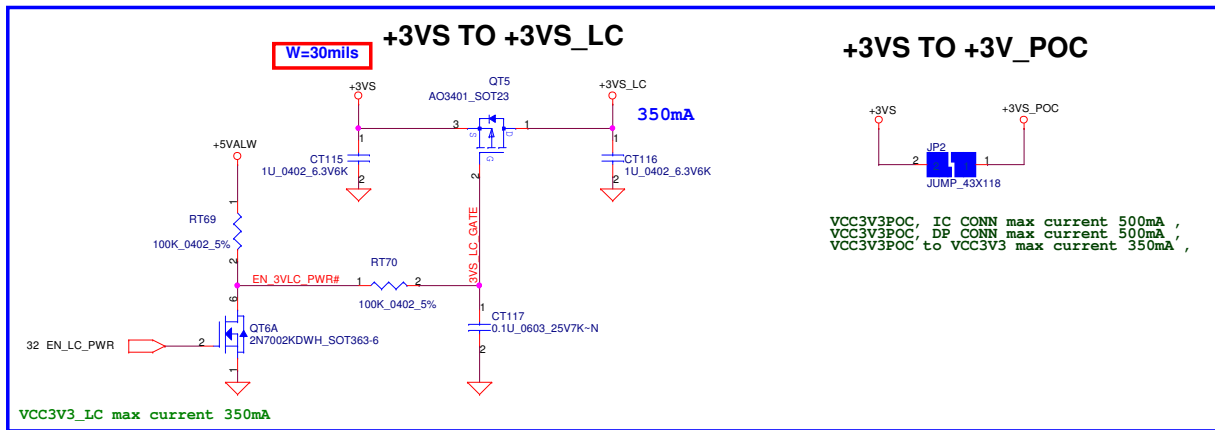 +3VS TO +3VS_LC
W=30mils
+3VS
QT5
AO3401_SOT23
+3VS_LC
350mA
3
S
D
1
G
2
1
CT115
1U_0402_6.3V6K
2
1
CT116
1U_0402_6.3V6K
2
+5VALW
1
RT69
100K_0402_5%
2
3VS_LC_GATE
EN_3VLC_PWR#
RT70
1
2
100K_0402_5%
6
QT6A
2N7002KDWH_SOT363-6
32 EN_LC_PWR
2
1
1
CT117
0.1U_0603_25V7K~N
2
VCC3V3_LC max current 350mA
+3VS TO +3V_POC
+3VS
+3VS_POC
JP2
2
1
JUMP_43X118
VCC3V3POC, IC CONN max current 500mA ,
VCC3V3POC, DP CONN max current 500mA ,
VCC3V3POC to VCC3V3 max current 350mA ,